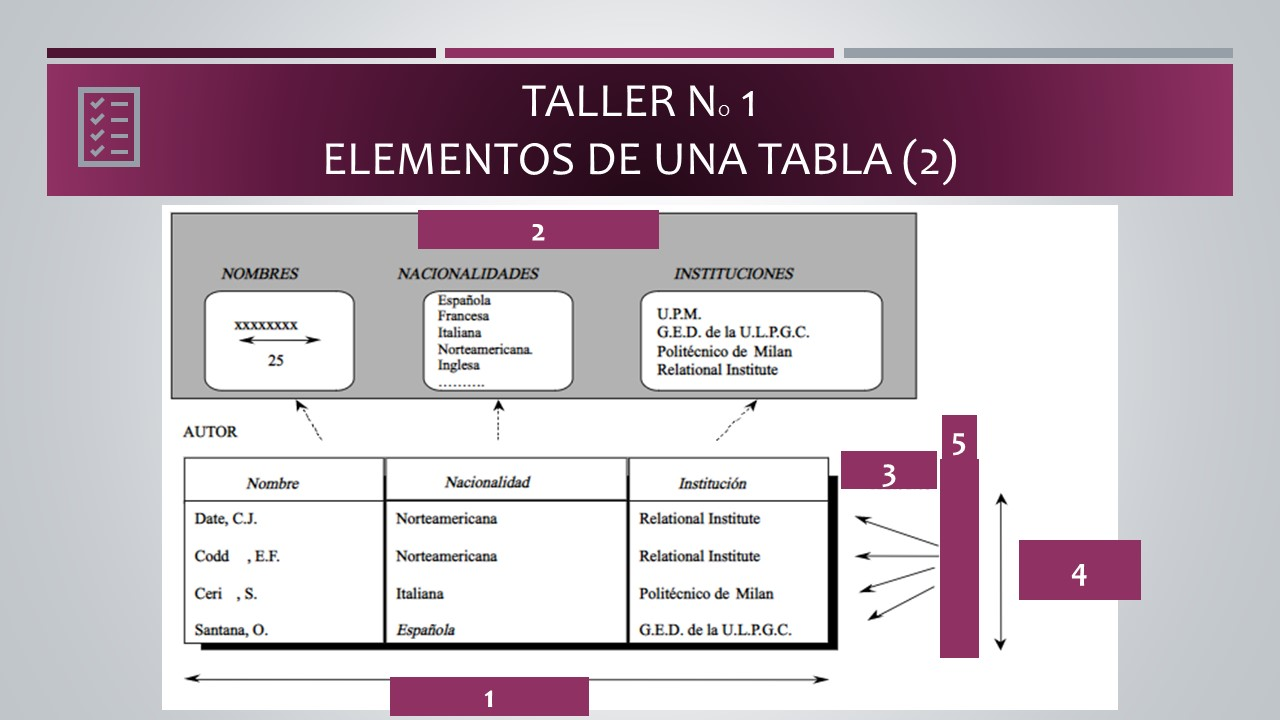 TALLER No 1
ELEMENTOS DE UNA TABLA (2)
2
NOMBRES NACIONALIDADES INSTITUCIONES
xxxxxxxx
25
Española
Francesa
Italiana
Norteamericana.
Inglesa
..........
U.P.M.
G.E.D. de la U.L.P.G.C.
Politécnico de Milan
Relational Institute
AUTOR
5
3
Nombre Nacionalidad Institución
Date, C.J. Norteamericana Relational Institute
Codd , E.F. Norteamericana Relational Institute
Ceri , S. Italiana Politécnico de Milan
Santana, O. Española G.E.D. de la U.L.P.G.C.
4
1